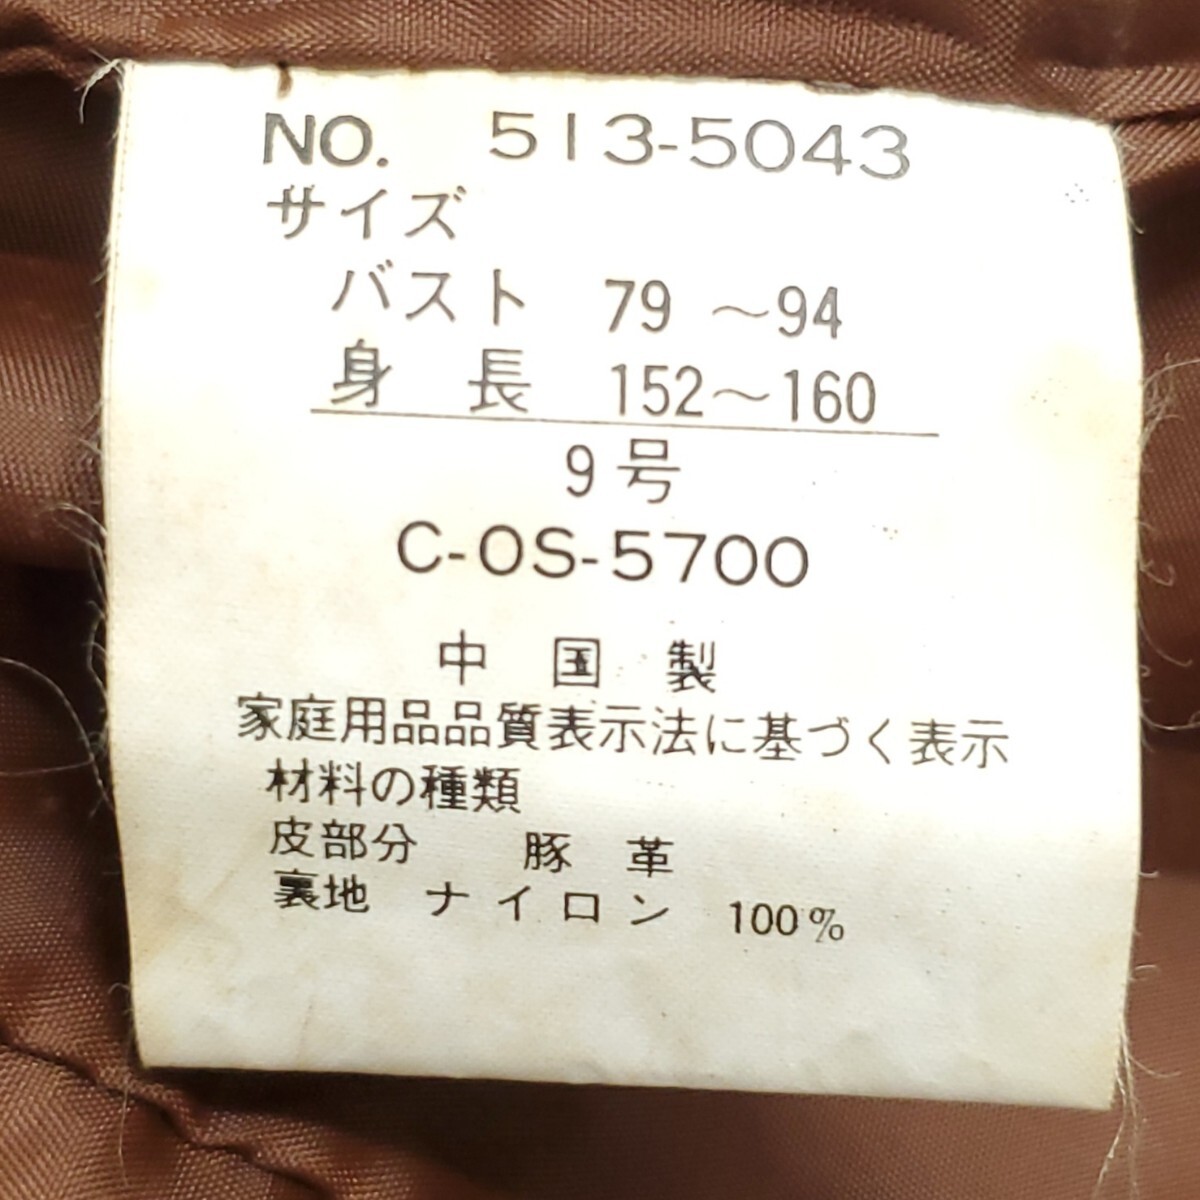 NO. 513-5043
サイズ
バスト 79 ～94
身 長 152～160
9号
C-OS-5700
中 国 製
家庭用品品質表示法に基づく表示
材料の種類
皮部分 豚 革
裏地 ナイロン 100%